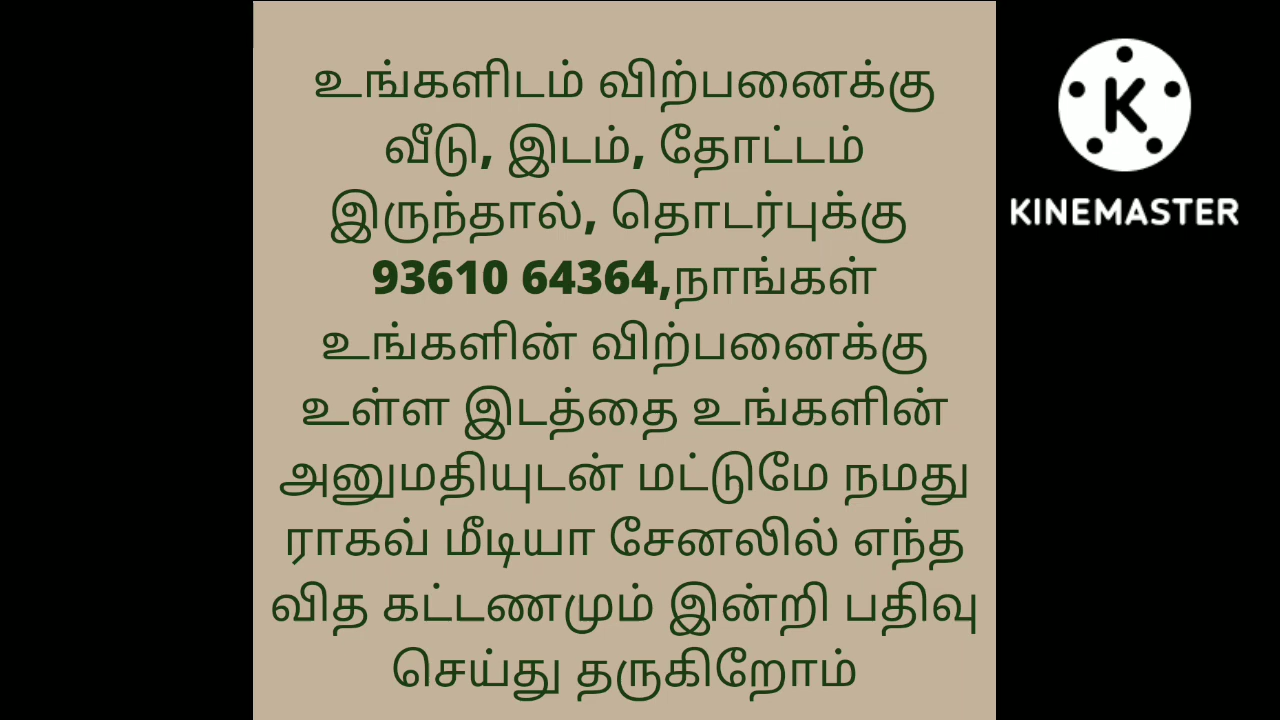 உங்களிடம் விற்பனைக்கு
வீடு, இடம், தோட்டம்
இருந்தால், தொடர்புக்கு
93610 64364,நாங்கள்
உங்களின் விற்பனைக்கு
உள்ள இடத்தை உங்களின்
அனுமதியுடன் மட்டுமே நமது
ராகவ் மீடியா சேனலில் எந்த
வித கட்டணமும் இன்றி பதிவு
செய்து தருகிறோம்
K
KINEMASTER